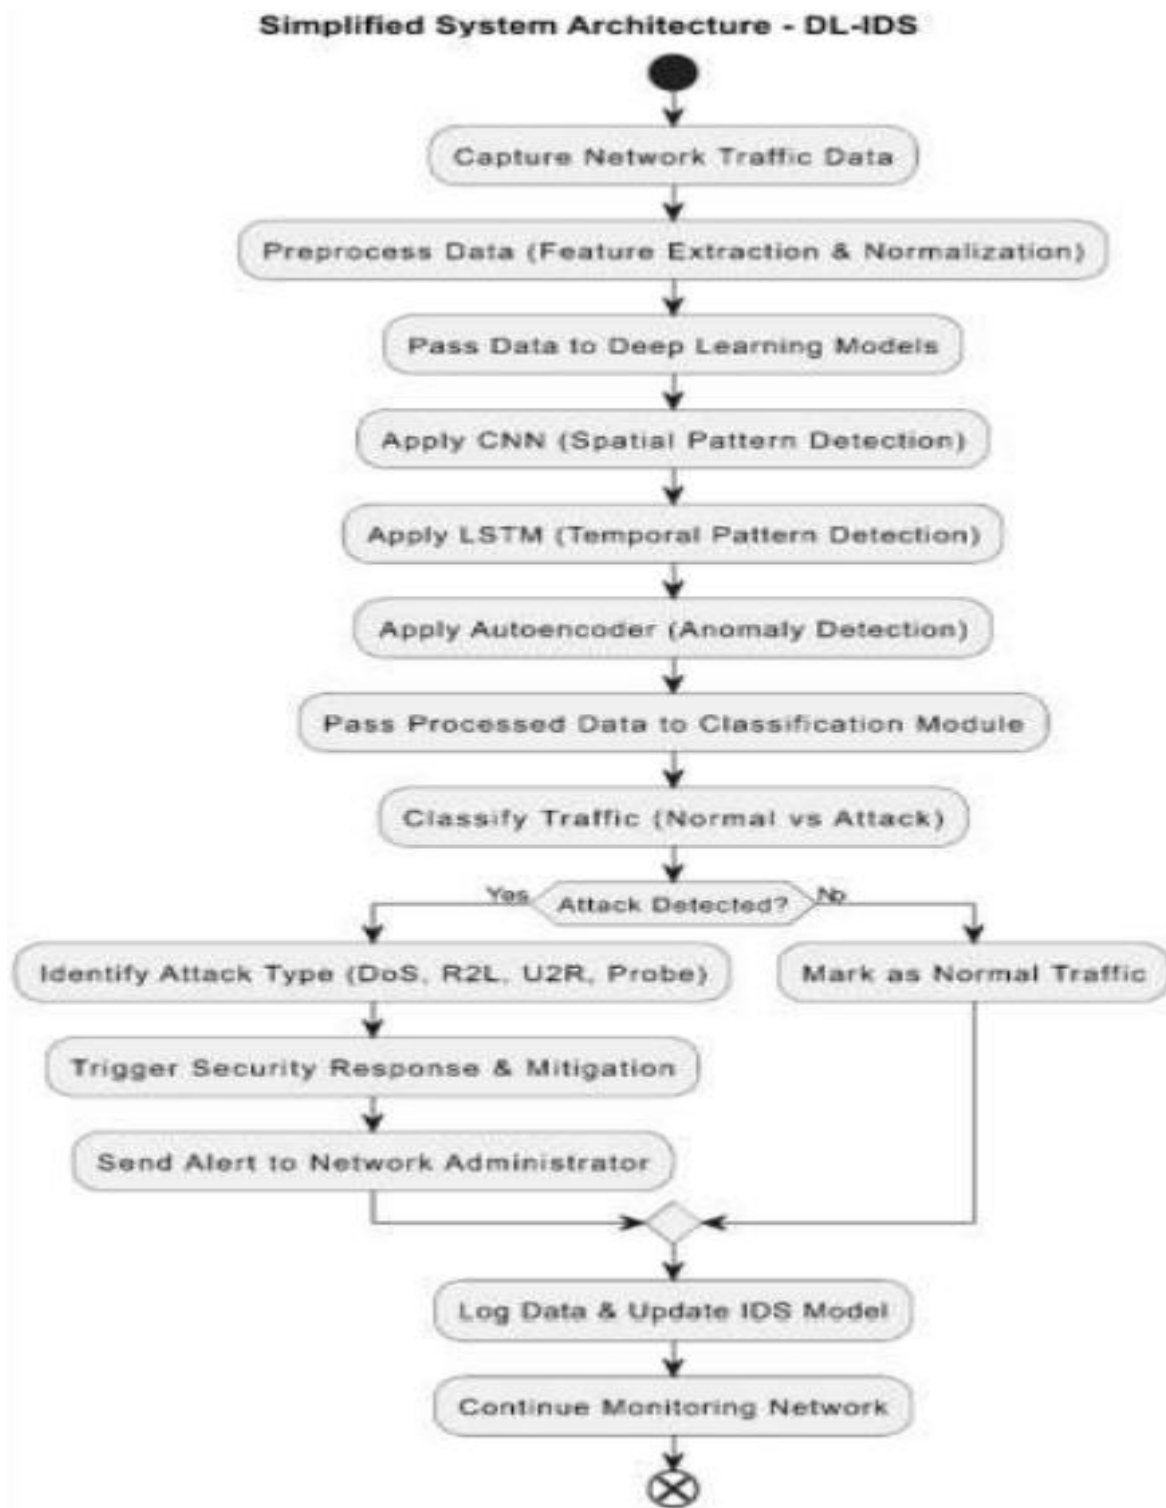 Simplified System Architecture - DL-IDS
Capture Network Traffic Data
Preprocess Data (Feature Extraction & Normalization)
Pass Data to Deep Learning Models
Apply CNN (Spatial Pattern Detection)
Apply LSTM (Temporal Pattern Detection)
Apply Autoencoder (Anomaly Detection)
Pass Processed Data to Classification Module
Classify Traffic (Normal vs Attack)
Yes
Attack Detected?
No
Identify Attack Type (DoS, R2L, U2R, Probe)
Mark as Normal Traffic
Trigger Security Response & Mitigation
Send Alert to Network Administrator
Log Data & Update IDS Model
Continue Monitoring Network